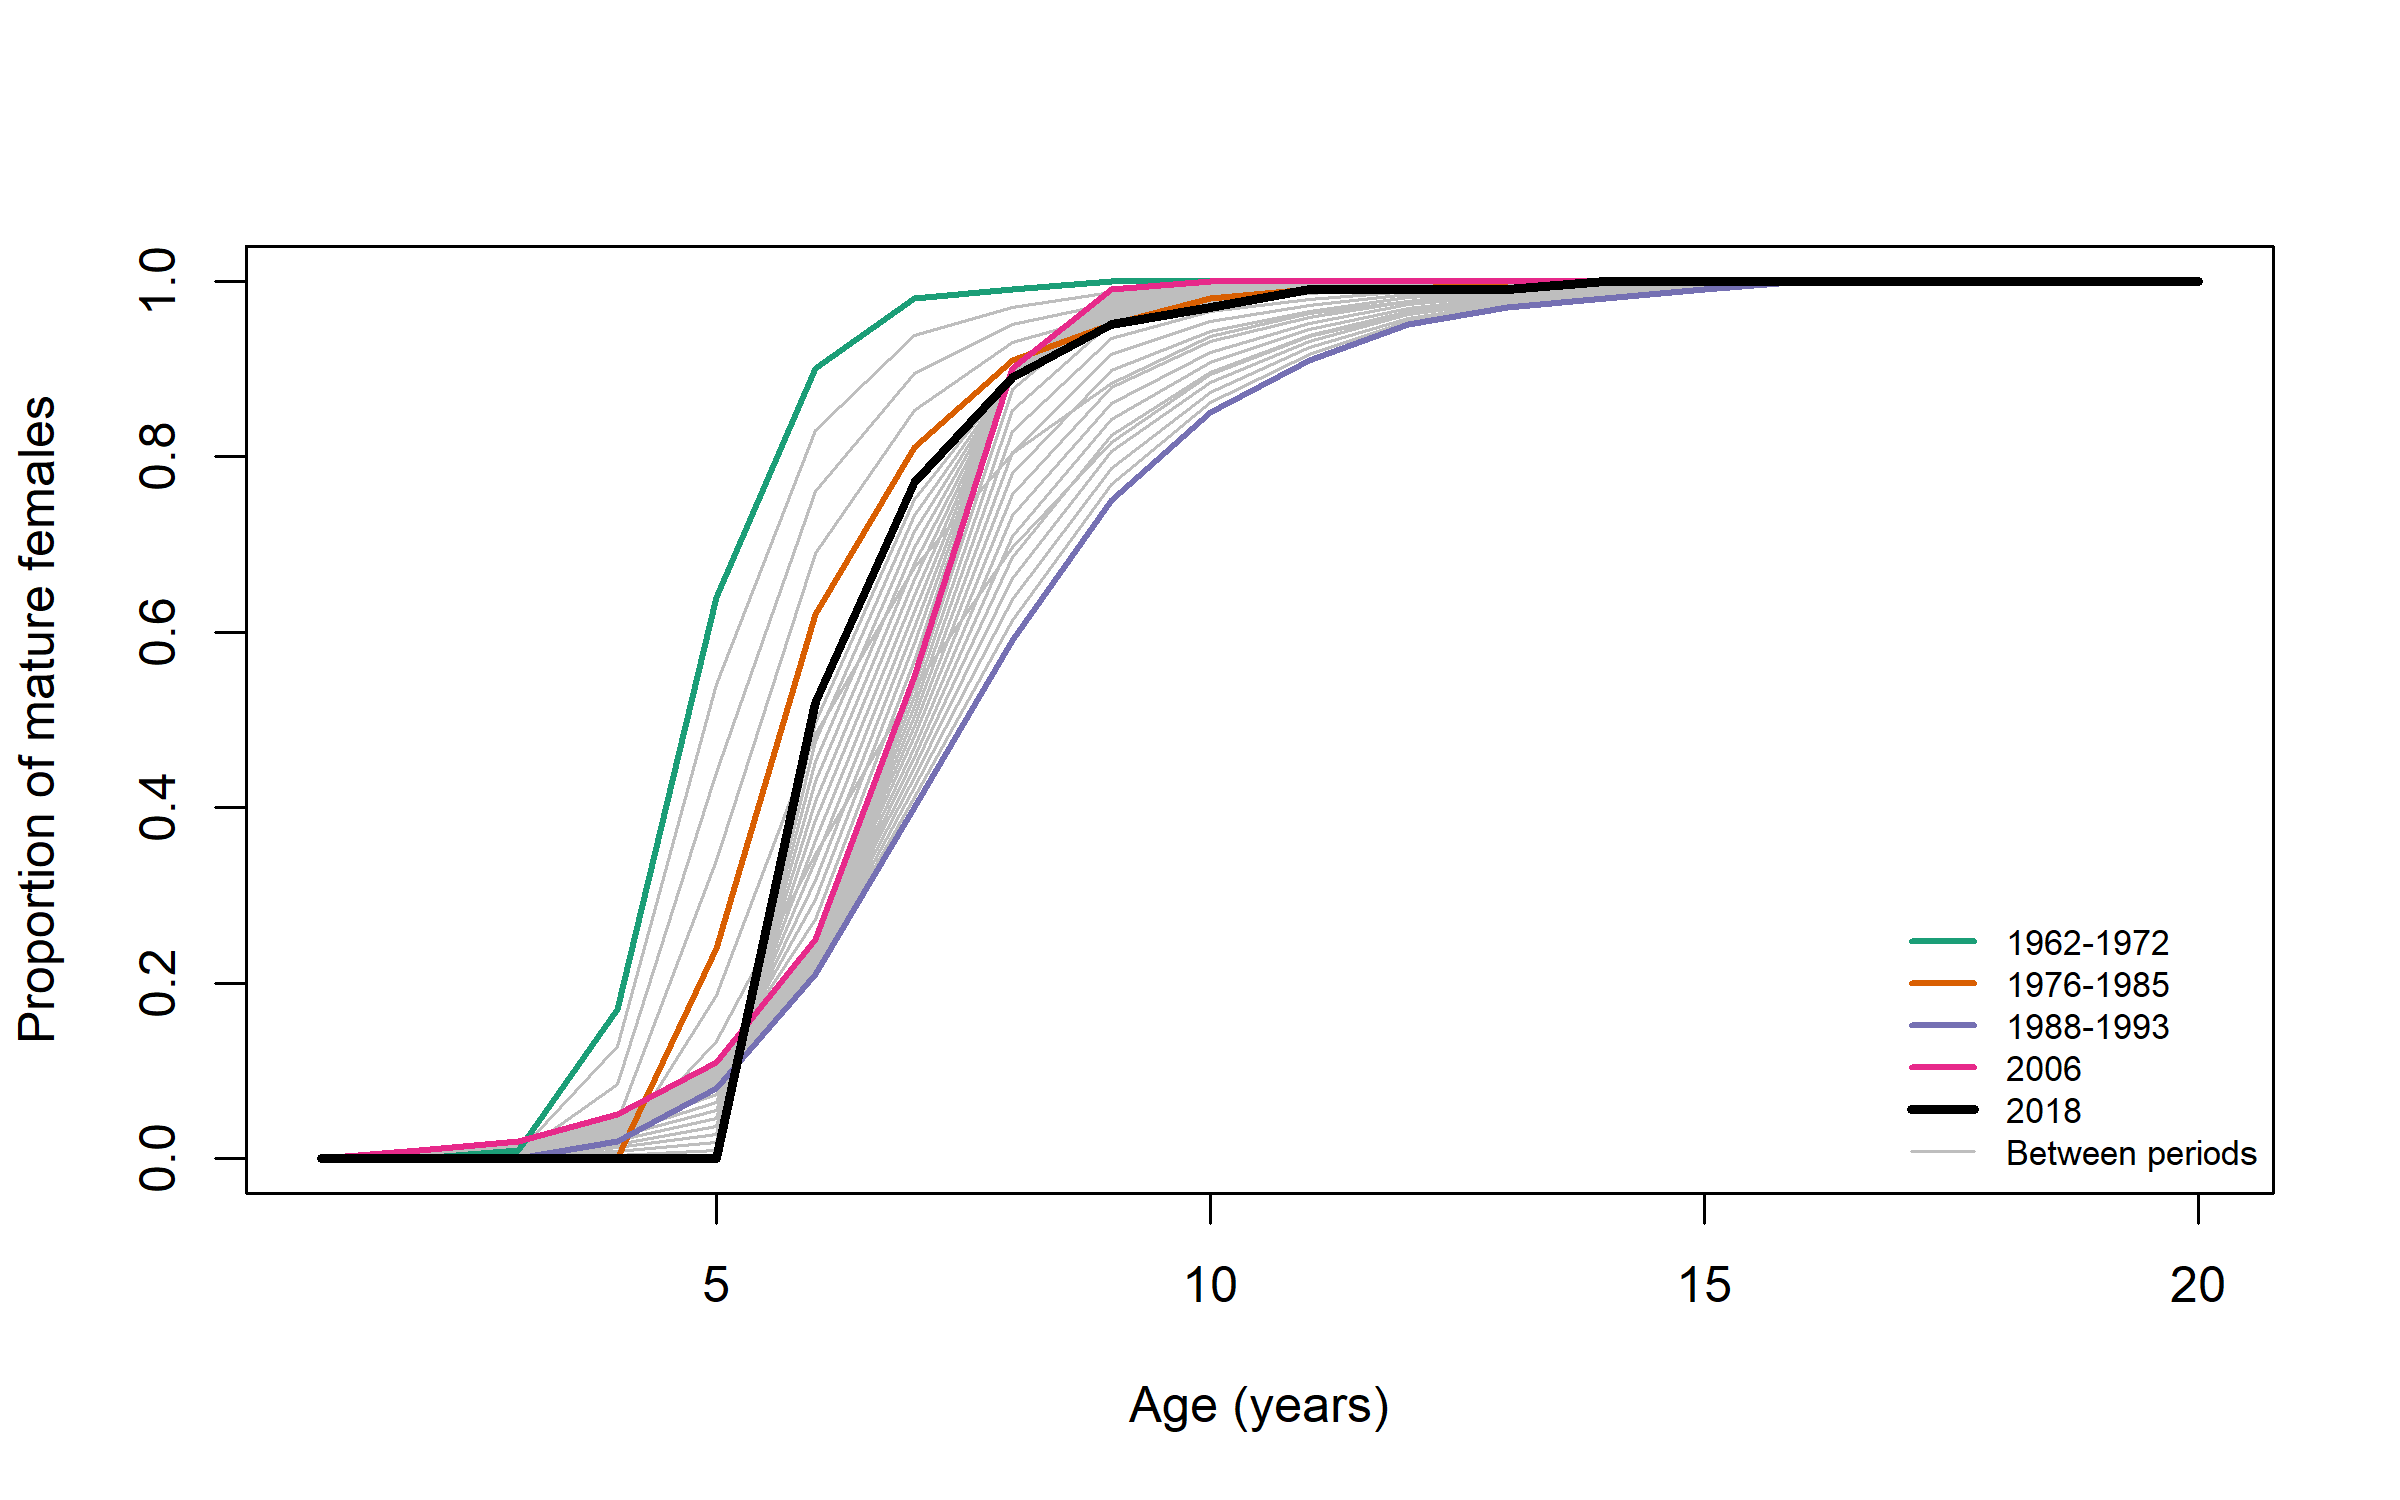 Proportion of mature females
1.0
0.8
0.6
0.4
0.2
0.0
1962-1972
1976-1985
1988-1993
2006
2018
Between periods
5 10 15 20
Age (years)